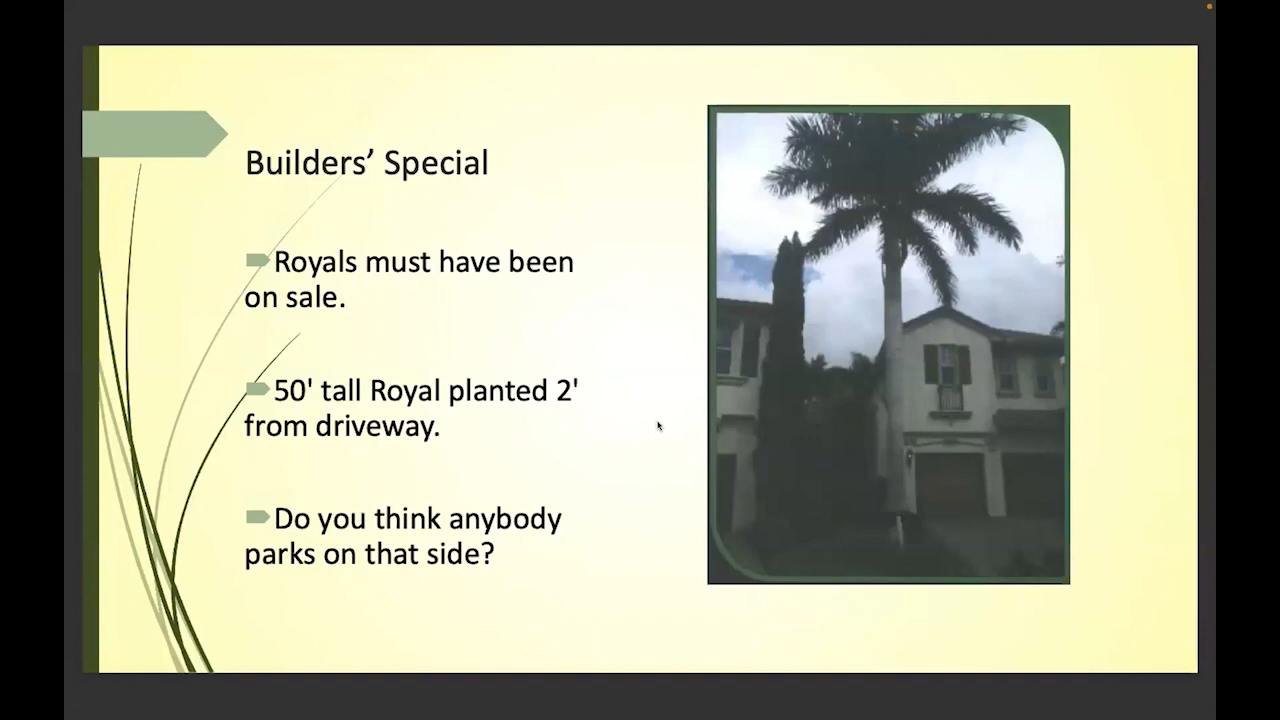 Builders’ Special
Royals must have been
on sale.
50' tall Royal planted 2'
from driveway.
Do you think anybody
parks on that side?